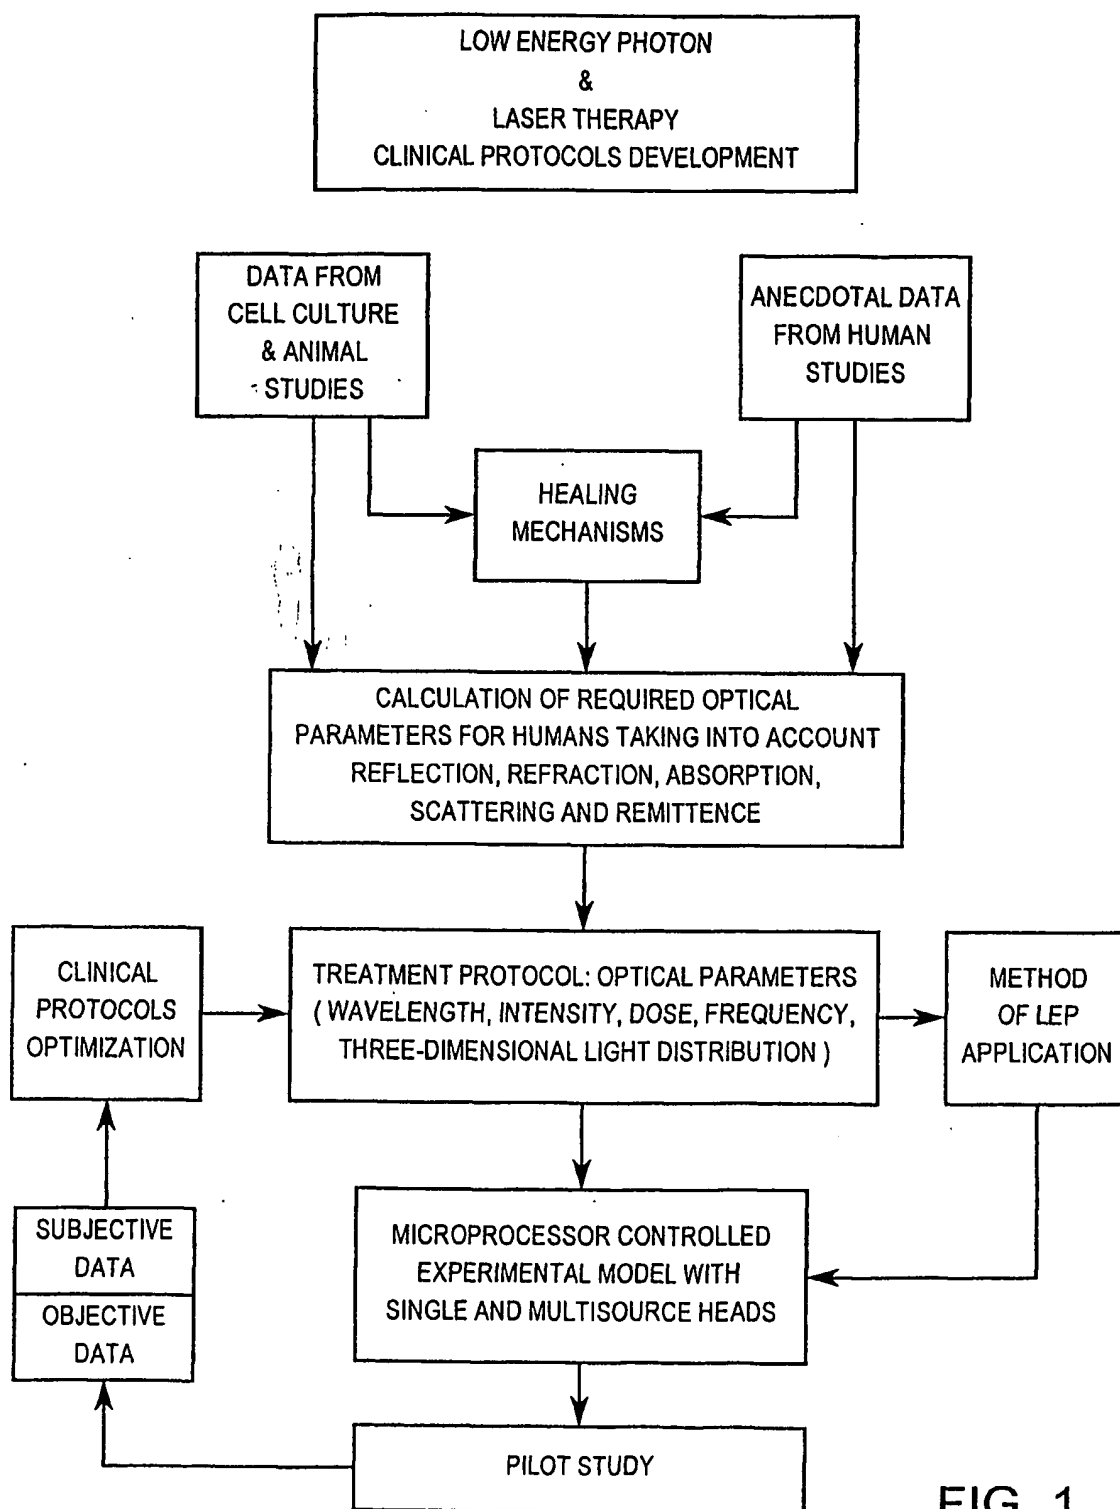 LOW ENERGY PHOTON
&
LASER THERAPY
CLINICAL PROTOCOLS DEVELOPMENT
DATA FROM
CELL CULTURE
& ANIMAL
STUDIES
ANECDOTAL DATA
FROM HUMAN
STUDIES
HEALING
MECHANISMS
CALCULATION OF REQUIRED OPTICAL
PARAMETERS FOR HUMANS TAKING INTO ACCOUNT
REFLECTION, REFRACTION, ABSORPTION,
SCATTERING AND REMITTENCE
CLINICAL
PROTOCOLS
OPTIMIZATION
TREATMENT PROTOCOL: OPTICAL PARAMETERS
( WAVELENGTH, INTENSITY, DOSE, FREQUENCY,
THREE-DIMENSIONAL LIGHT DISTRIBUTION )
METHOD
OF LEP
APPLICATION
SUBJECTIVE
DATA
OBJECTIVE
DATA
MICROPROCESSOR CONTROLLED
EXPERIMENTAL MODEL WITH
SINGLE AND MULTISOURCE HEADS
PILOT STUDY
FIG. 1